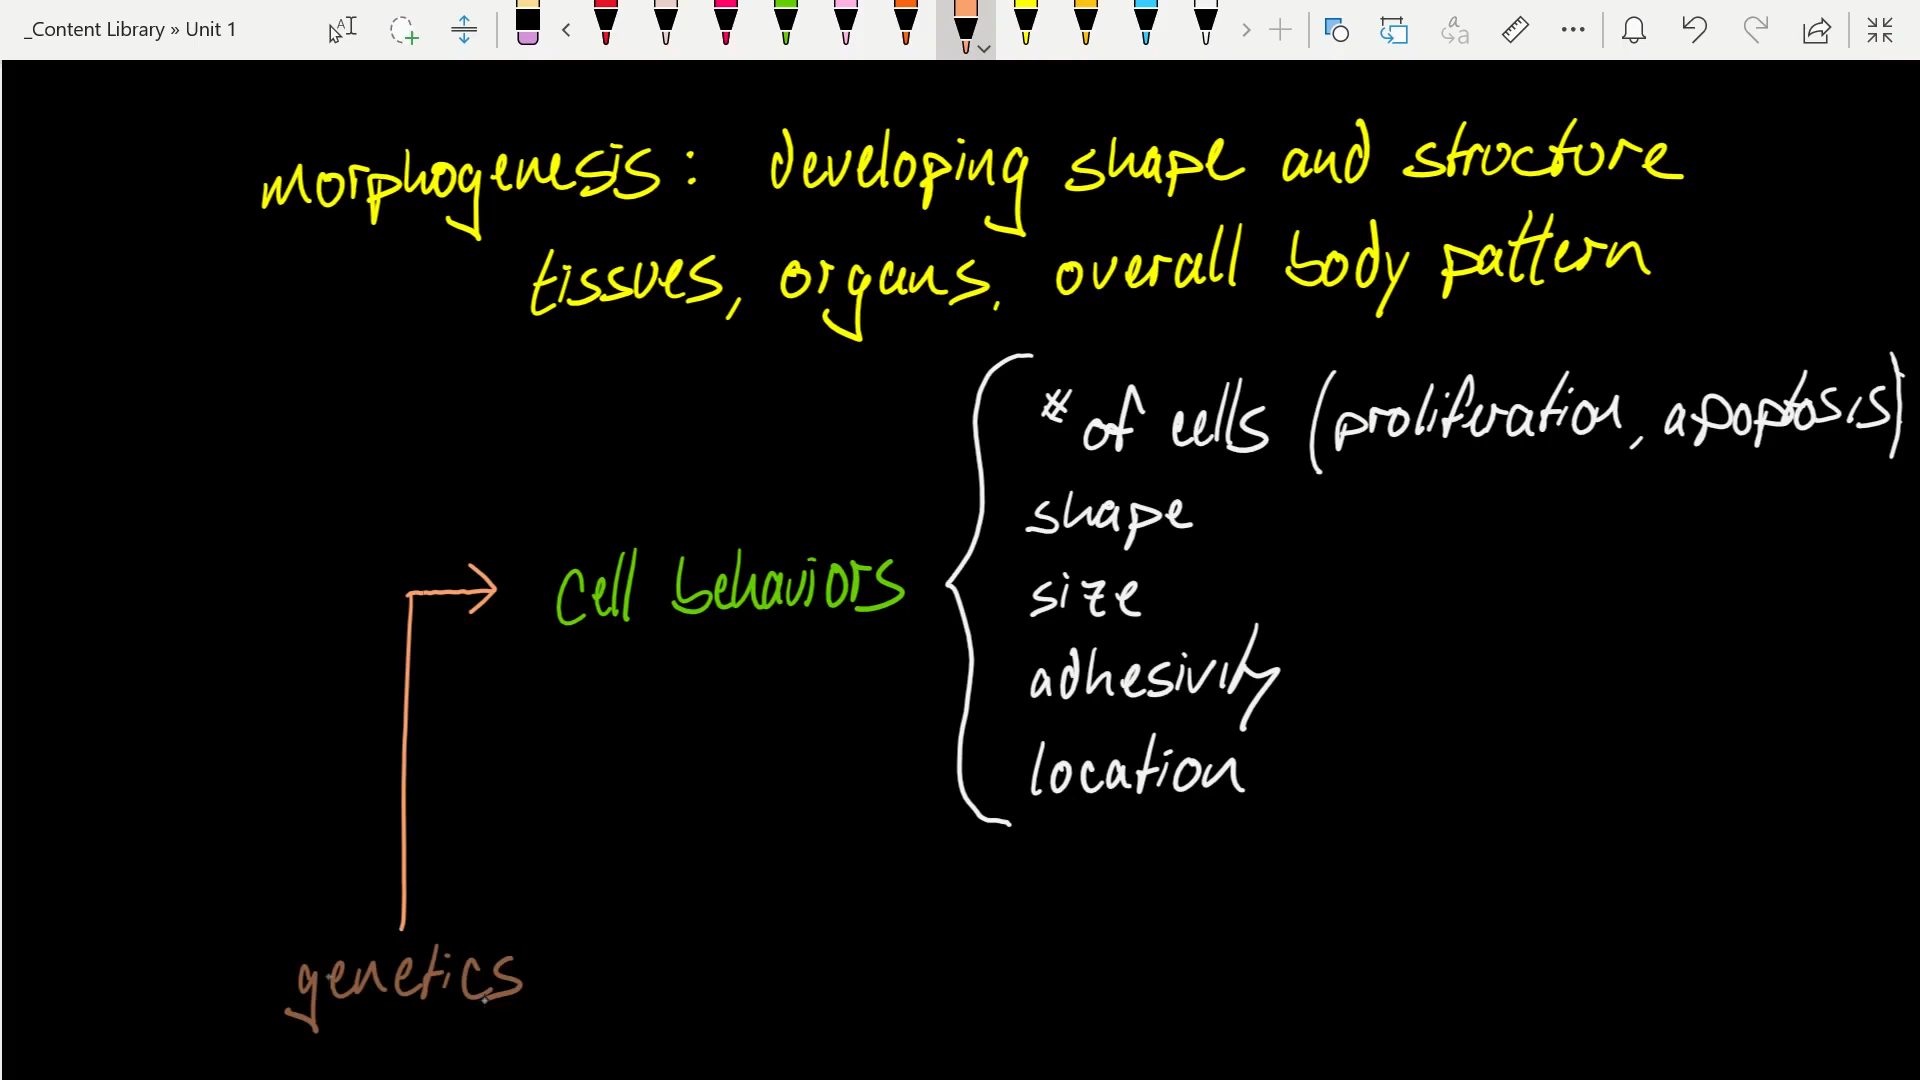 _Content Library » Unit 1
morphogenesis: developing shape and structure
tissues, organs, overall body pattern
# of cells (proliferation, apoptosis)
shape
cell behaviors
size
adhesivity
location
genetics